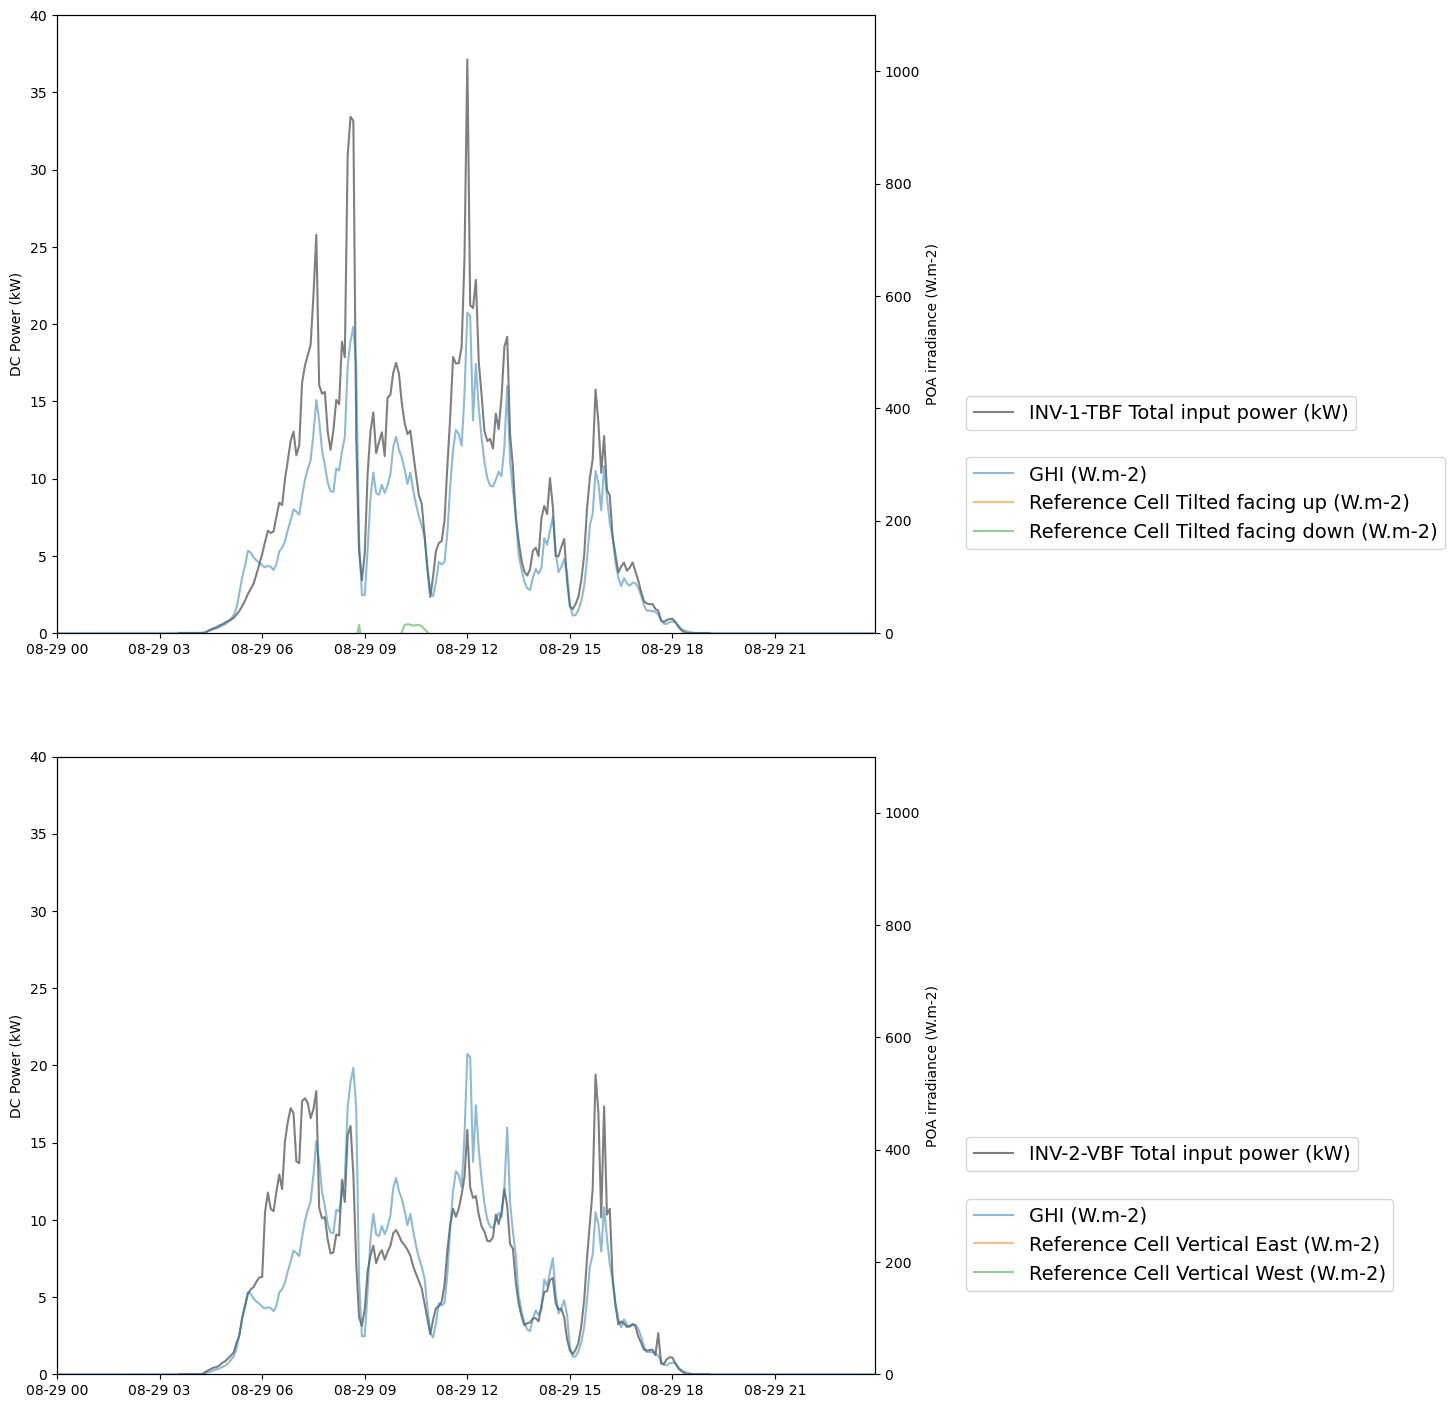 40
35
30
25
20
15
10
5
0
DC Power (kW)
1000
800
600
400
200
0
POA irradiance (W.m-2)
08-29 00 08-29 03 08-29 06 08-29 09 08-29 12 08-29 15 08-29 18 08-29 21
INV-1-TBF Total input power (kW)
GHI (W.m-2)
Reference Cell Tilted facing up (W.m-2)
Reference Cell Tilted facing down (W.m-2)
40
35
30
25
20
15
10
5
0
DC Power (kW)
1000
800
600
400
200
0
POA irradiance (W.m-2)
08-29 00 08-29 03 08-29 06 08-29 09 08-29 12 08-29 15 08-29 18 08-29 21
INV-2-VBF Total input power (kW)
GHI (W.m-2)
Reference Cell Vertical East (W.m-2)
Reference Cell Vertical West (W.m-2)